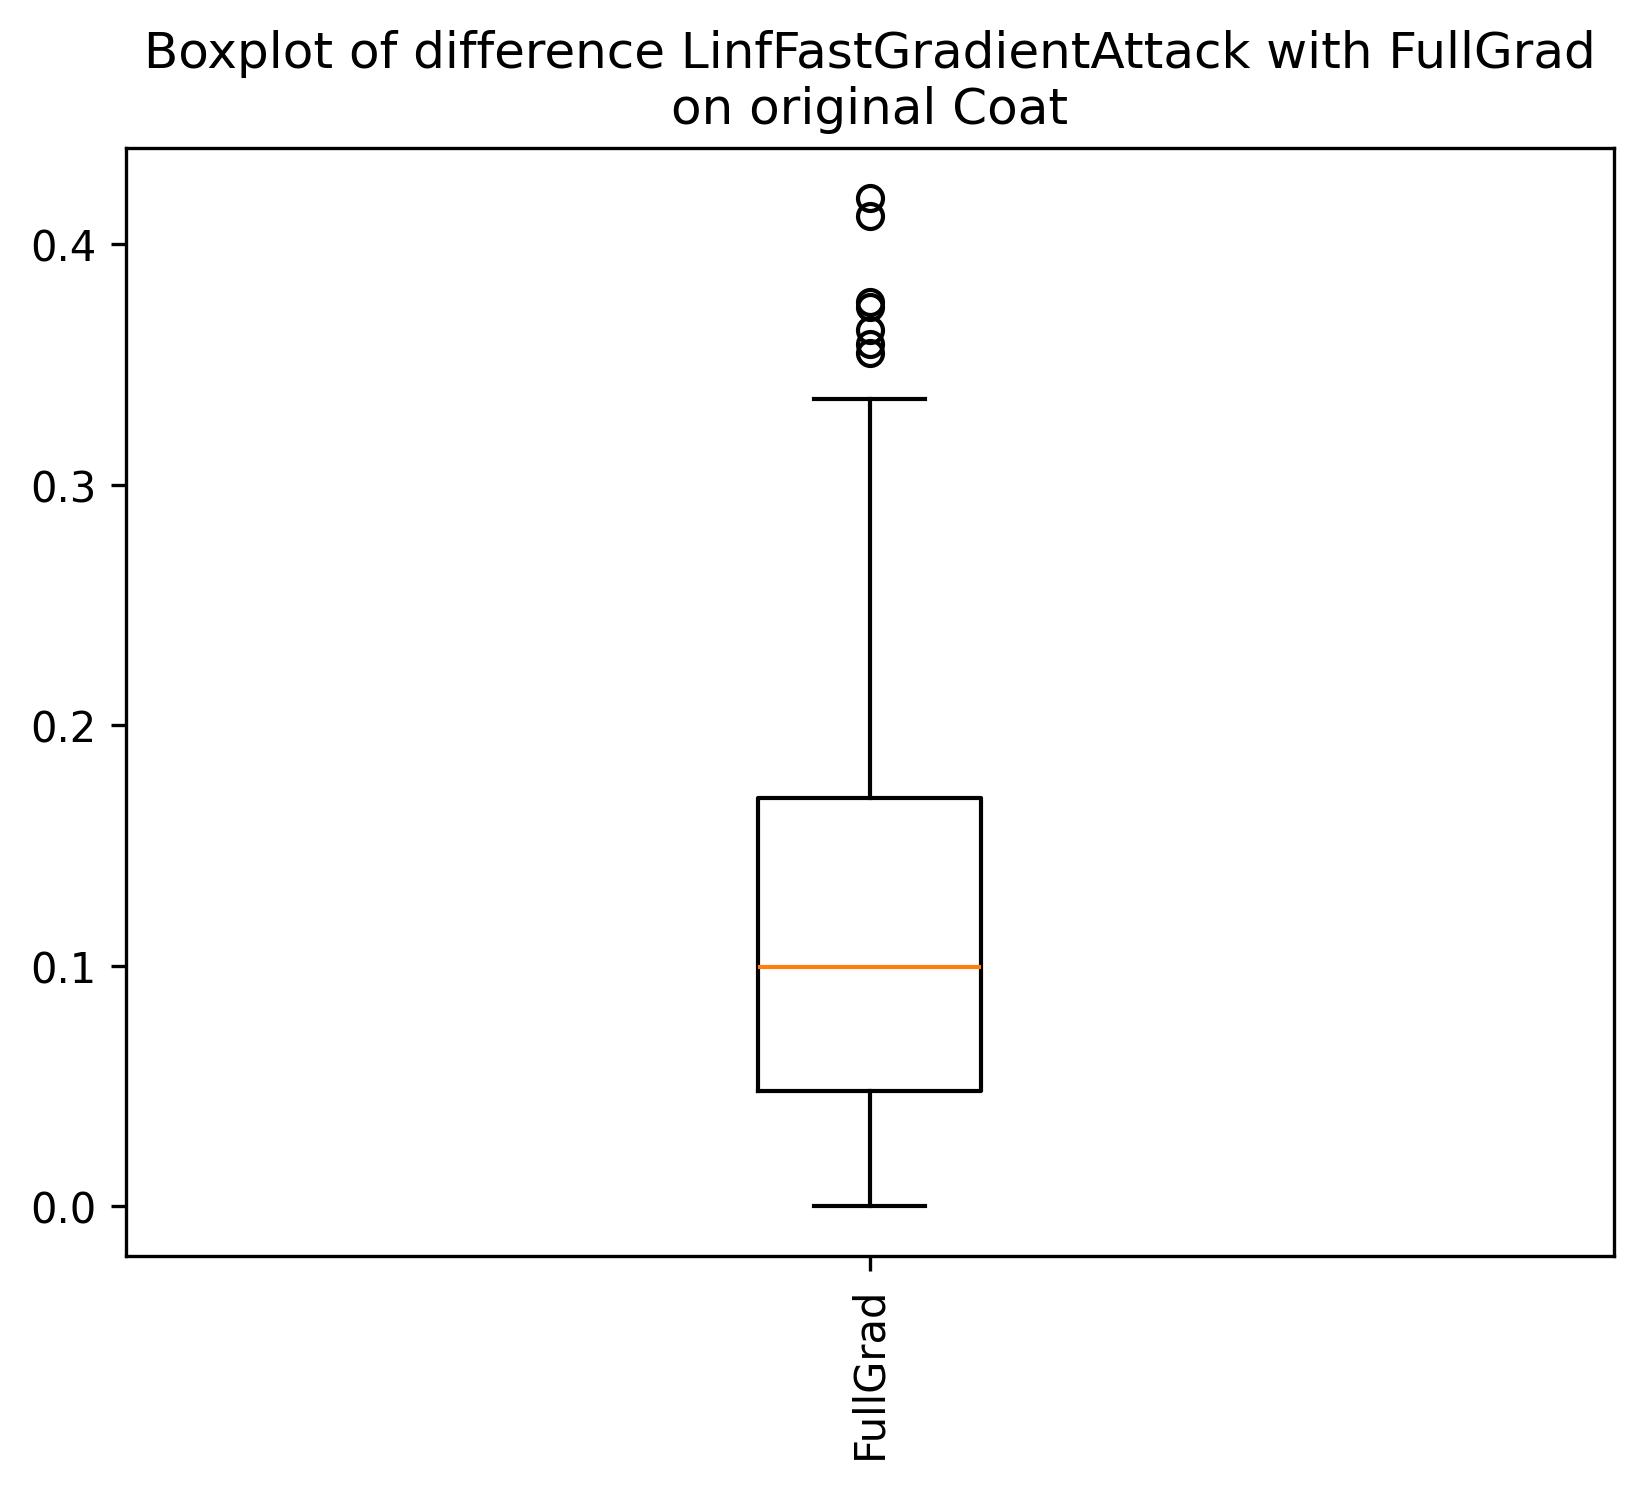 Boxplot of difference LinfFastGradientAttack with FullGrad
on original Coat
0.4
0.3
0.2
0.1
0.0
FullGrad